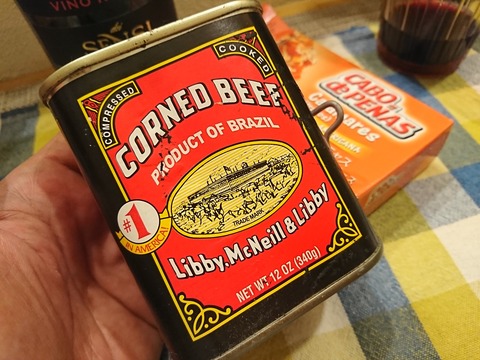 VINO
COMPRESSED
COOKED
CORNED BEEF
PRODUCT OF BRAZIL
TRADE MARK
#1
IN AMERICA!
Libby, McNeill & Libby
NET WT. 12 OZ (340g)
CABO
de PEÑAS